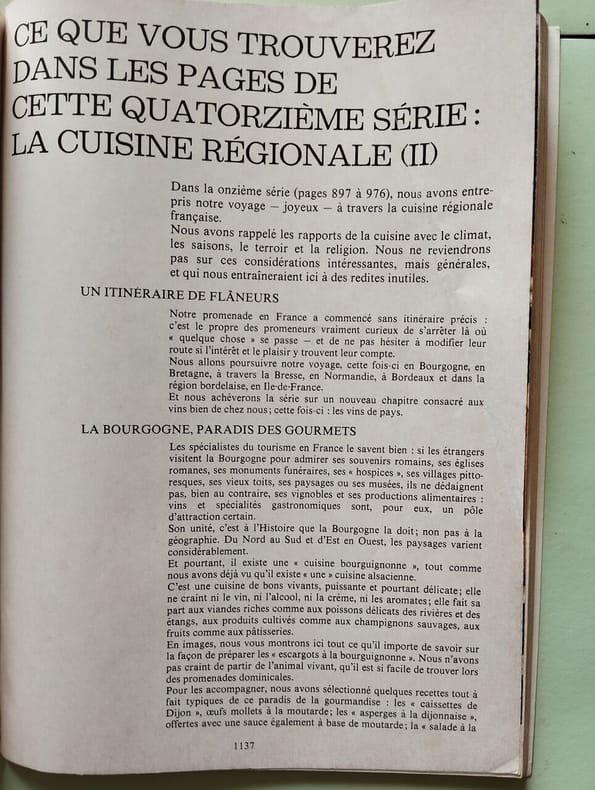 CE QUE VOUS TROUVEREZ
DANS LES PAGES DE
CETTE QUATORZIÈME SÉRIE :
LA CUISINE RÉGIONALE (II)
Dans la onzième série (pages 897 à 976), nous avons entre-
pris notre voyage — joyeux — à travers la cuisine régionale
française.
Nous avons rappelé les rapports de la cuisine avec le climat,
les saisons, le terroir et la religion. Nous ne reviendrons
pas sur ces considérations intéressantes, mais générales,
et qui nous entraîneraient ici à des redites inutiles.
UN ITINÉRAIRE DE FLÂNEURS
Notre promenade en France a commencé sans itinéraire précis :
c'est le propre des promeneurs vraiment curieux de s'arrêter là où
« quelque chose » se passe — et de ne pas hésiter à modifier leur
route si l'intérêt et le plaisir y trouvent leur compte.
Nous allons poursuivre notre voyage, cette fois-ci en Bourgogne, en
Bretagne, à travers la Bresse, en Normandie, à Bordeaux et dans la
région bordelaise, en Ile-de-France.
Et nous achèverons la série sur un nouveau chapitre consacré aux
vins bien de chez nous ; cette fois-ci : les vins de pays.
LA BOURGOGNE, PARADIS DES GOURMETS
Les spécialistes du tourisme en France le savent bien : si les étrangers
visitent la Bourgogne pour admirer ses souvenirs romains, ses églises
romanes, ses monuments funéraires, ses « hospices », ses villages pitto-
resques, ses vieux toits, ses paysages ou ses musées, ils ne dédaignent
pas, bien au contraire, ses vignobles et ses productions alimentaires :
vins et spécialités gastronomiques sont, pour eux, un pôle
d'attraction certain.
Son unité, c'est à l'Histoire que la Bourgogne la doit ; non pas à la
géographie. Du Nord au Sud et d'Est en Ouest, les paysages varient
considérablement.
Et pourtant, il existe une « cuisine bourguignonne », tout comme
nous avons déjà vu qu'il existe « une » cuisine alsacienne.
C'est une cuisine de bons vivants, puissante et pourtant délicate ; elle
ne craint ni le vin, ni l'alcool, ni la crème, ni les aromates ; elle fait sa
part aux viandes riches comme aux poissons délicats des rivières et des
étangs, aux produits cultivés comme aux champignons sauvages, aux
fruits comme aux pâtisseries.
En images, nous vous montrons ici tout ce qu'il importe de savoir sur
la façon de préparer les « escargots à la bourguignonne ». Nous n'avons
pas craint de partir de l'animal vivant, qu'il est si facile de trouver lors
des promenades dominicales.
Pour les accompagner, nous avons sélectionné quelques recettes tout à
fait typiques de ce paradis de la gourmandise : les « caissettes de
Dijon », œufs mollets à la moutarde ; les « asperges à la dijonnaise »,
offertes avec une sauce également à base de moutarde ; la « salade à la
1137